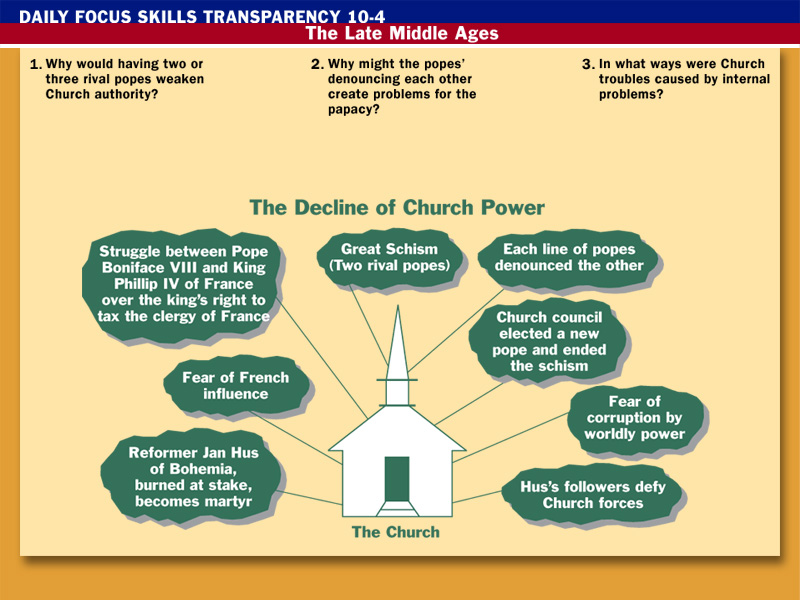 DAILY FOCUS SKILLS TRANSPARENCY 10-4
The Late Middle Ages
1. Why would having two or
three rival popes weaken
Church authority?
2. Why might the popes'
denouncing each other
create problems for the
papacy?
3. In what ways were Church
troubles caused by internal
problems?
The Decline of Church Power
Struggle between Pope
Boniface VIII and King
Phillip IV of France
over the king's right to
tax the clergy of France
Great Schism
(Two rival popes)
Each line of popes
denounced the other
Church council
elected a new
pope and ended
the schism
Fear of French
influence
Fear of
corruption by
worldly power
Reformer Jan Hus
of Bohemia,
burned at stake,
becomes martyr
Hus's followers defy
Church forces
The Church